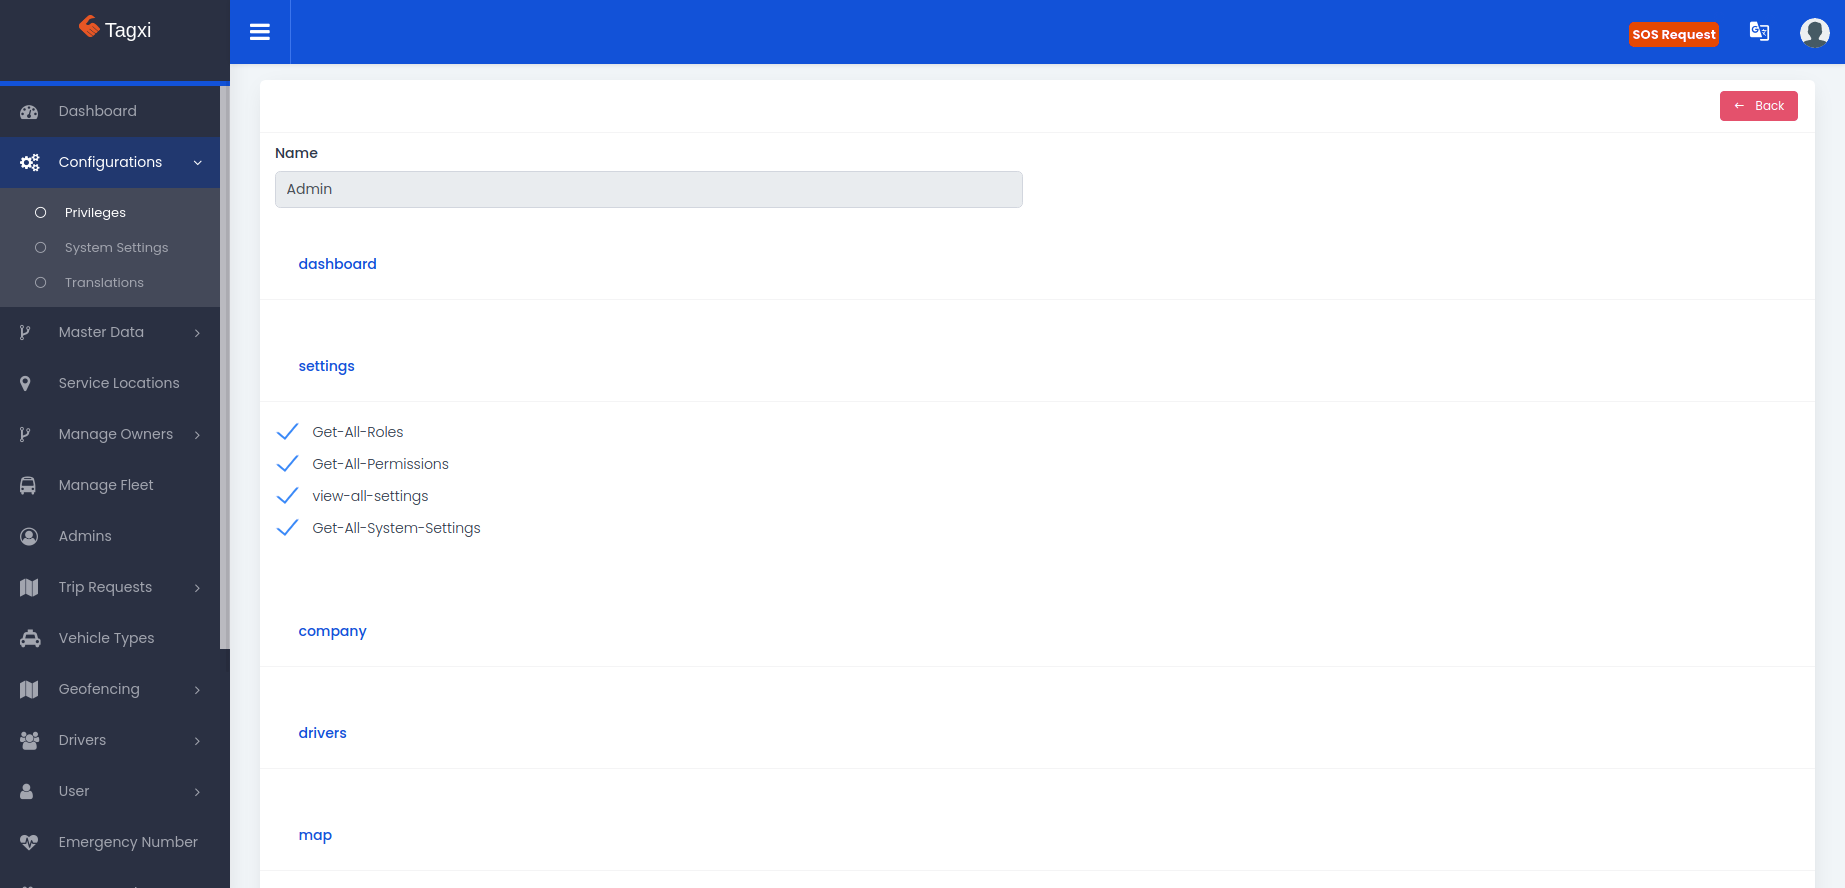 Tagxi
SOS Request
Dashboard
Configurations
Privileges
System Settings
Translations
Master Data
Service Locations
Manage Owners
Manage Fleet
Admins
Trip Requests
Vehicle Types
Geofencing
Drivers
User
Emergency Number
Back
Name
Admin
dashboard
settings
Get-All-Roles
Get-All-Permissions
view-all-settings
Get-All-System-Settings
company
drivers
map